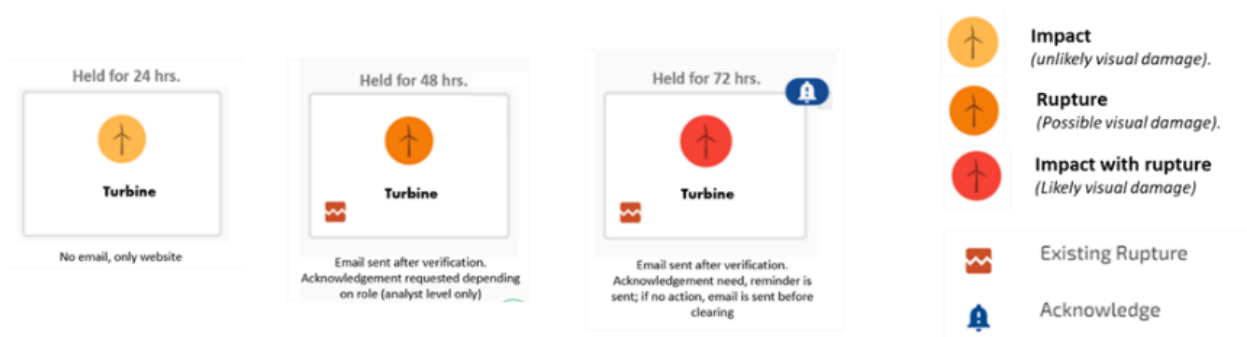 Held for 24 hrs.
Turbine
No email, only website
Held for 48 hrs.
Turbine
Email sent after verification.
Acknowledgement requested depending
on role (analyst level only)
Held for 72 hrs.
Turbine
Email sent after verification.
Acknowledgement need, reminder is
sent; if no action, email is sent before
clearing
Impact
(unlikely visual damage).
Rupture
(Possible visual damage).
Impact with rupture
(Likely visual damage)
Existing Rupture
Acknowledge